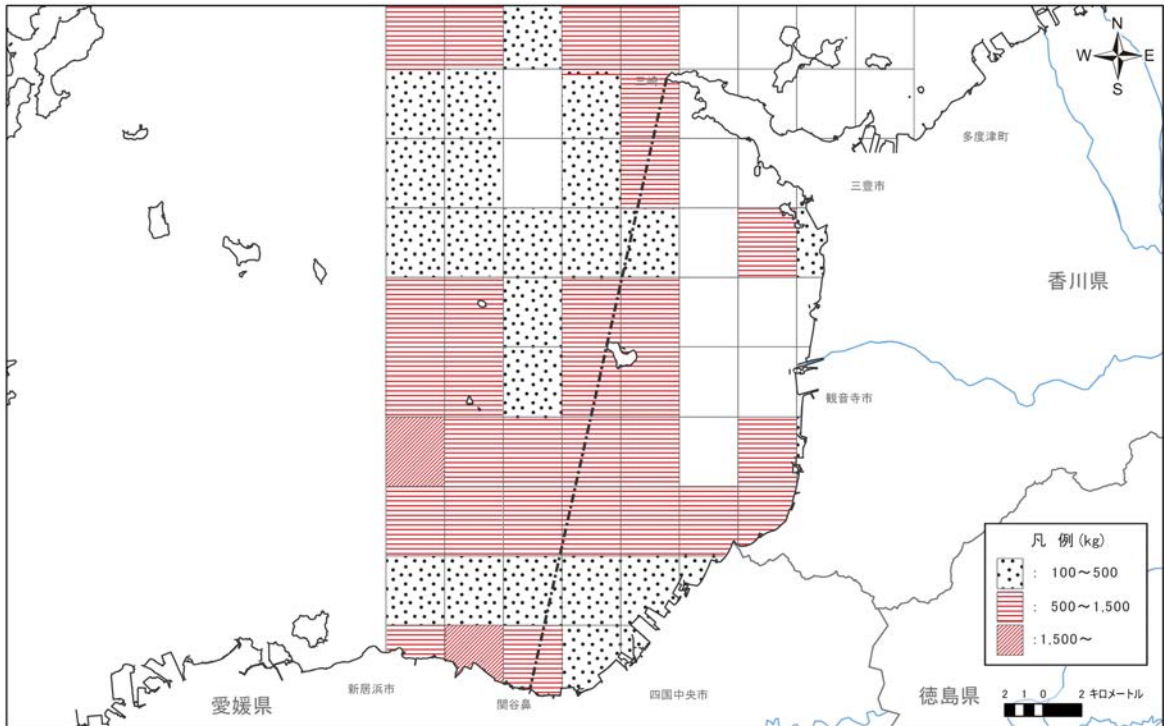 N
W E
S
三崎
多度津町
三豊市
香川県
観音寺市
凡 例 (kg)
: 100～500
: 500～1,500
:1,500～
新居浜市
関谷鼻
四国中央市
愛媛県
徳島県
2 1 0 2 キロメートル